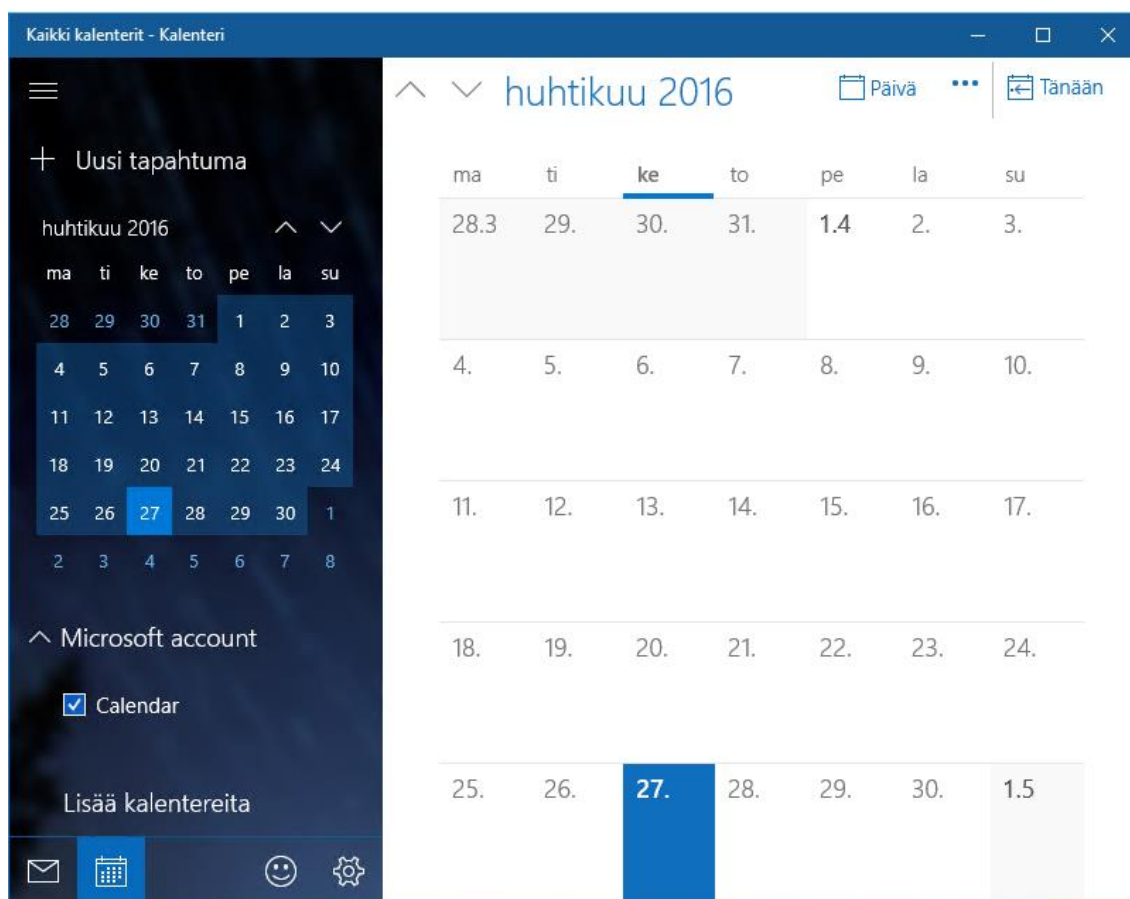 Kaikki kalenterit - Kalenteri
Uusi tapahtuma
huhtikuu 2016
ma ti ke to pe la su
28 29 30 31 1 2 3
4 5 6 7 8 9 10
11 12 13 14 15 16 17
18 19 20 21 22 23 24
25 26 27 28 29 30 1
2 3 4 5 6 7 8
Microsoft account
Calendar
Lisää kalentereita
huhtikuu 2016 Päivä ••• Tänään
ma ti ke to pe la su
28.3 29. 30. 31. 1.4 2. 3.
4. 5. 6. 7. 8. 9. 10.
11. 12. 13. 14. 15. 16. 17.
18. 19. 20. 21. 22. 23. 24.
25. 26. 27. 28. 29. 30. 1.5